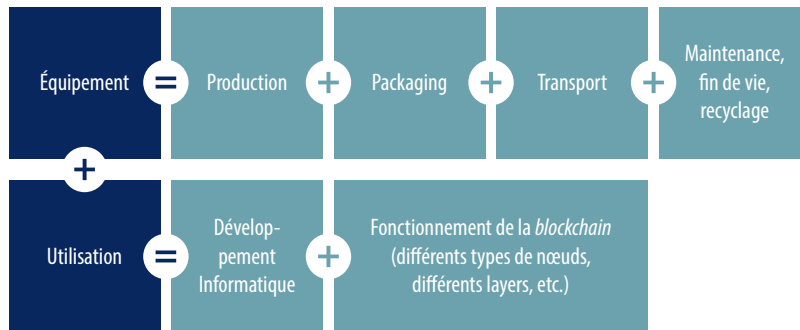 Équipement
=
Production
+
Packaging
+
Transport
+
Maintenance,
fin de vie,
recyclage
+
Utilisation
=
Dévelop-
pement
Informatique
+
Fonctionnement de la blockchain
(différents types de nœuds,
différents layers, etc.)